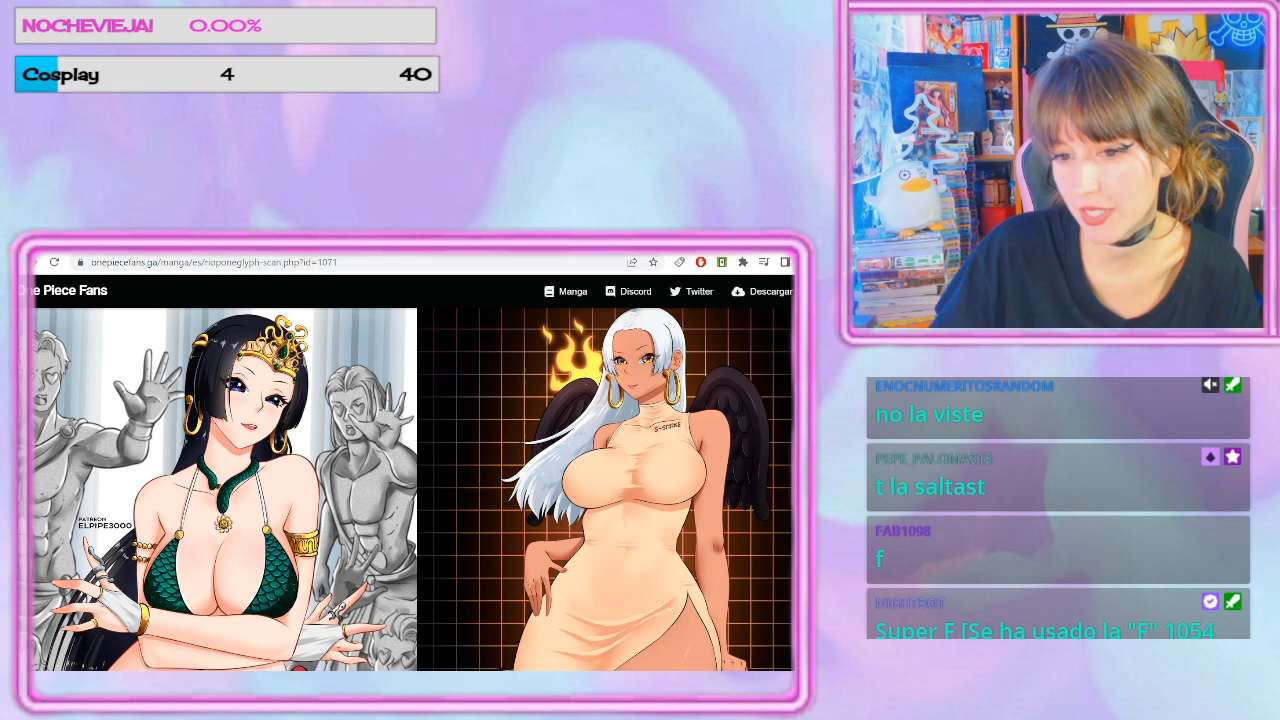 NOCHEVIEJA! 0.00%
Cosplay 4 40
onepiecefans.ga/manga/es/rioponeglyph-scan.php?id=1071
One Piece Fans
Manga
Discord
Twitter
Descargar
S-SNAKE
PATREON
ELPIPE3000
ENOCNUMERITOSRANDOM
no la viste
PEPE_PALOMAS13
t la saltast
FAB1098
f
NIGHTBOT
Super F [Se ha usado la "F" 1054